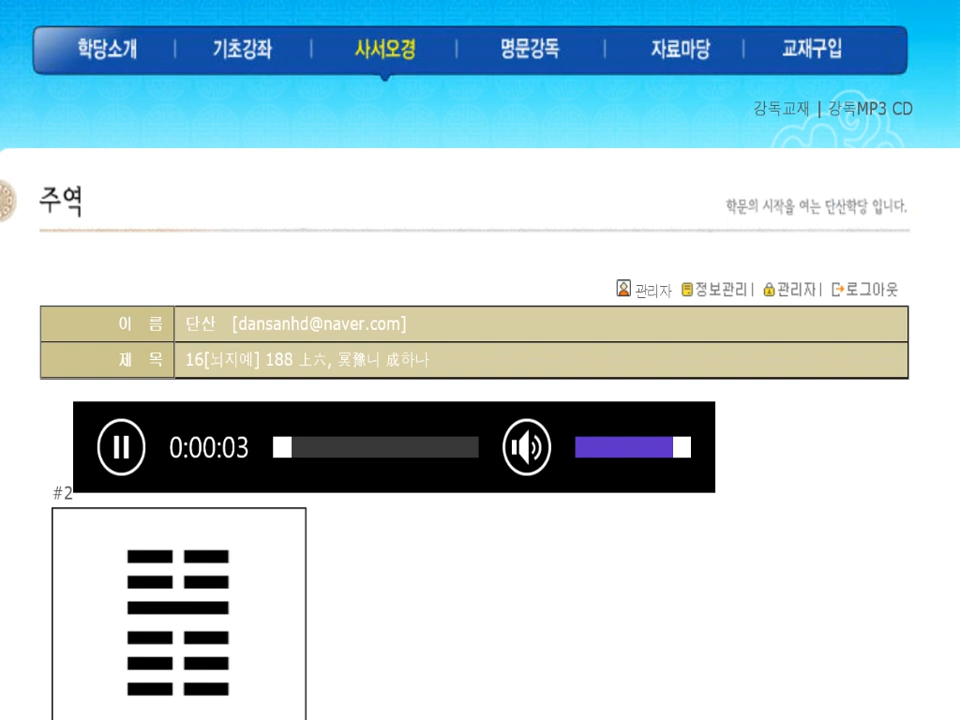 학당소개 | 기초강좌 | 사서오경 | 명문강독 | 자료마당 | 교재구입
강독교재 | 강독MP3 CD
주역
학문의 시작을 여는 단산학당 입니다.
관리자 정보관리| 관리자| 로그아웃
이 름 단산 [dansanhd@naver.com]
제 목 16[뇌지예] 188 上六, 冥豫니 成하나
0:00:03
#2